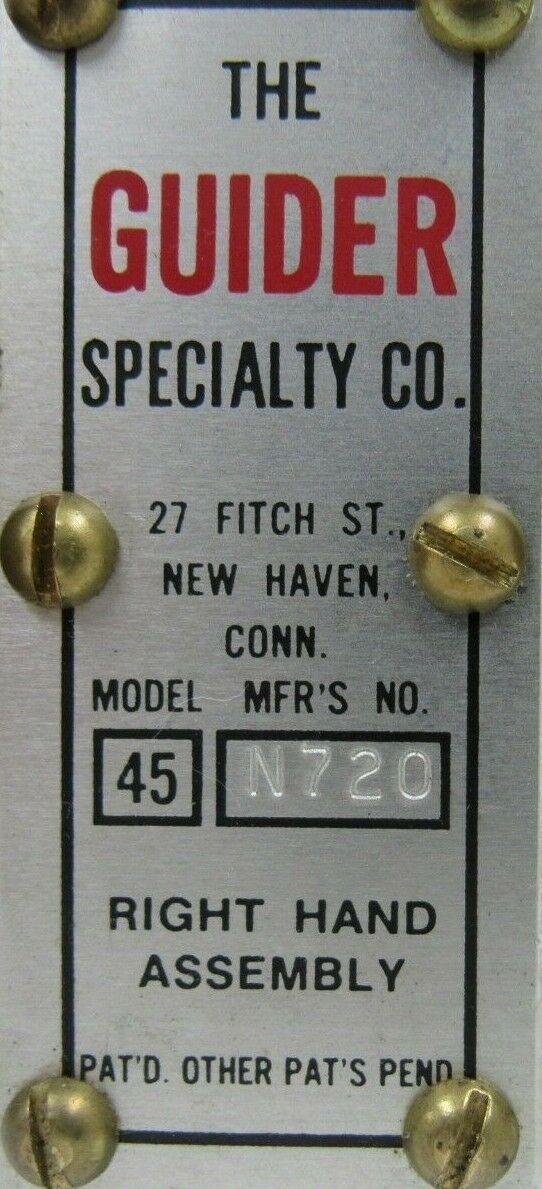 THE
GUIDER
SPECIALTY CO.
27 FITCH ST.,
NEW HAVEN,
CONN.
MODEL MFR'S NO.
45 N720
RIGHT HAND
ASSEMBLY
PAT'D. OTHER PAT'S PEND.